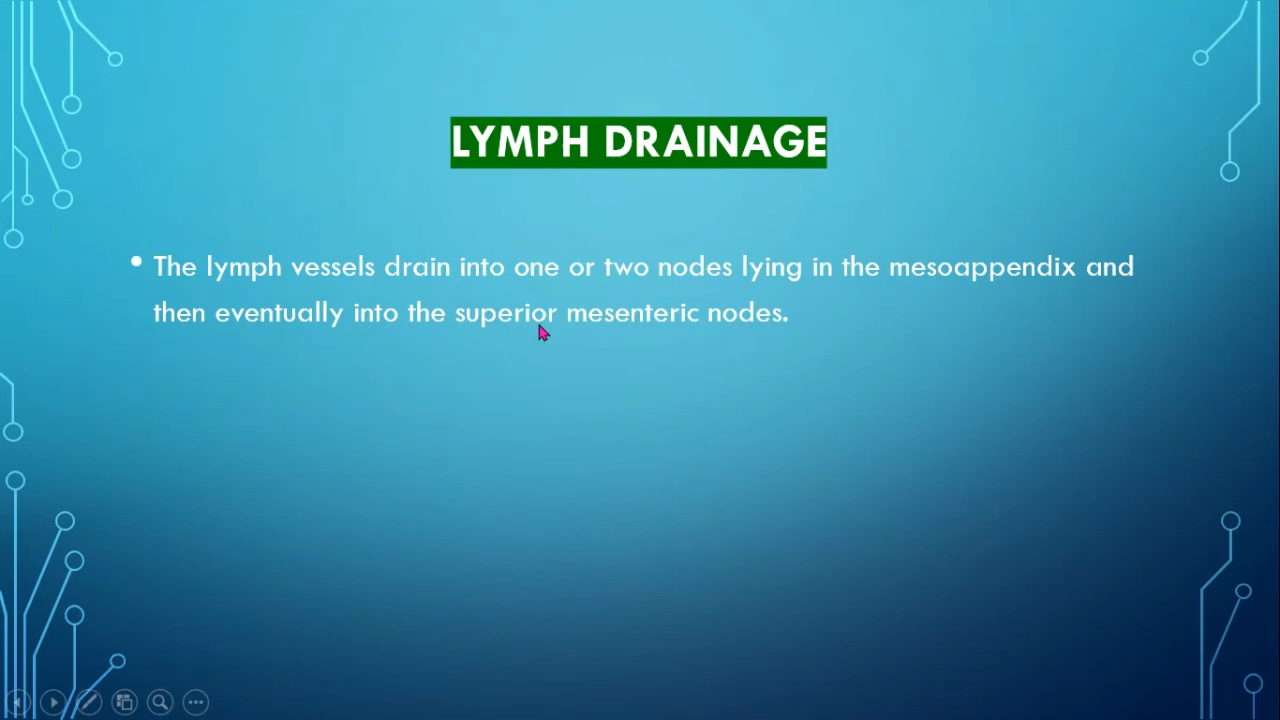 LYMPH DRAINAGE
• The lymph vessels drain into one or two nodes lying in the mesoappendix and
then eventually into the superior mesenteric nodes.